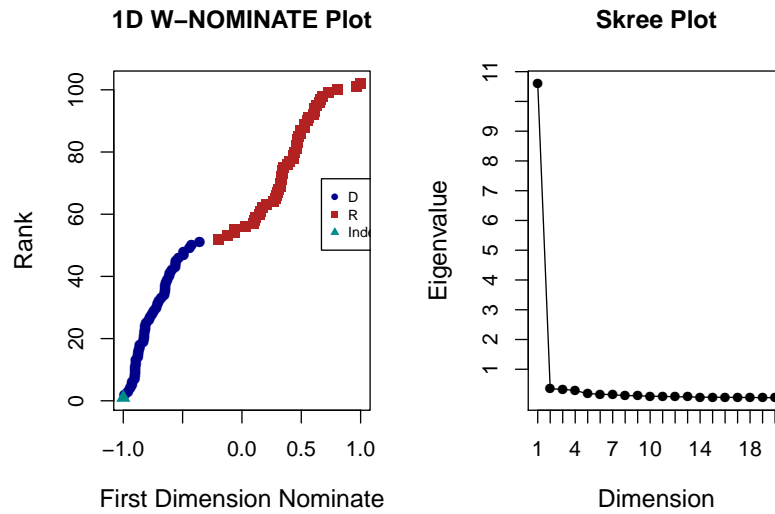 1D W−NOMINATE Plot
Rank
100
80
60
40
20
0
D
R
Inde
−1.0
0.0
0.5
1.0
First Dimension Nominate
Skree Plot
Eigenvalue
11
9
8
7
6
5
4
3
2
1
1
4
7
10
14
18
Dimension